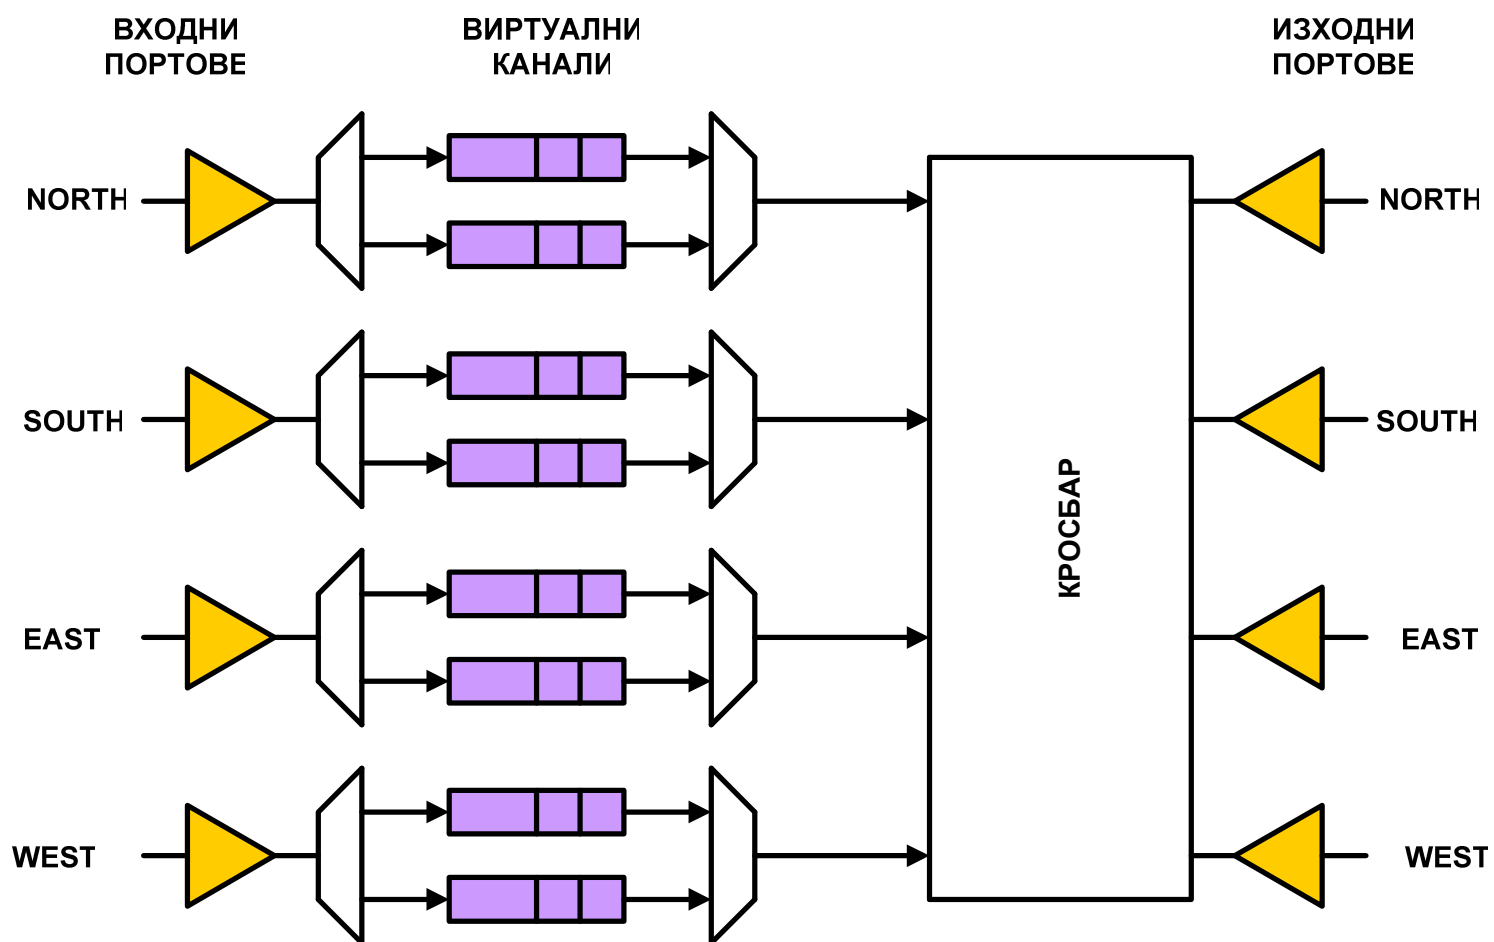 ВХОДНИ
ПОРТОВЕ
ВИРТУАЛНИ
КАНАЛИ
ИЗХОДНИ
ПОРТОВЕ
NORTH
NORTH
SOUTH
SOUTH
КРОСБАР
EAST
EAST
WEST
WEST